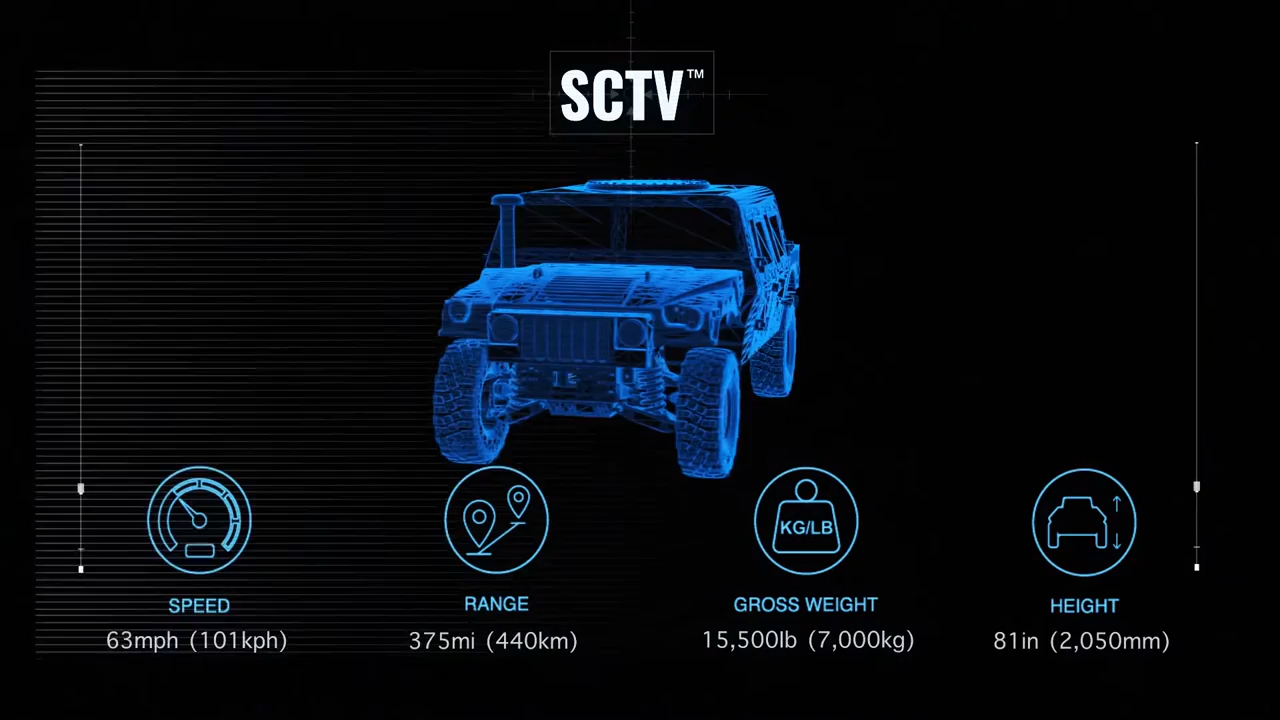 SCTV™
KG/LB
SPEED
RANGE
GROSS WEIGHT
HEIGHT
63mph (101kph)
375mi (440km)
15,500lb (7,000kg)
81in (2,050mm)